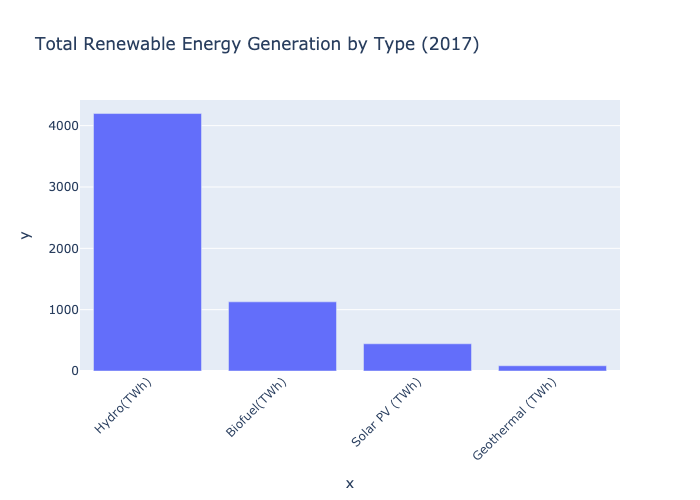 Total Renewable Energy Generation by Type (2017)
4000
3000
2000
1000
0
y
Hydro(TWh)
Biofuel(TWh)
Solar PV (TWh)
Geothermal (TWh)
x